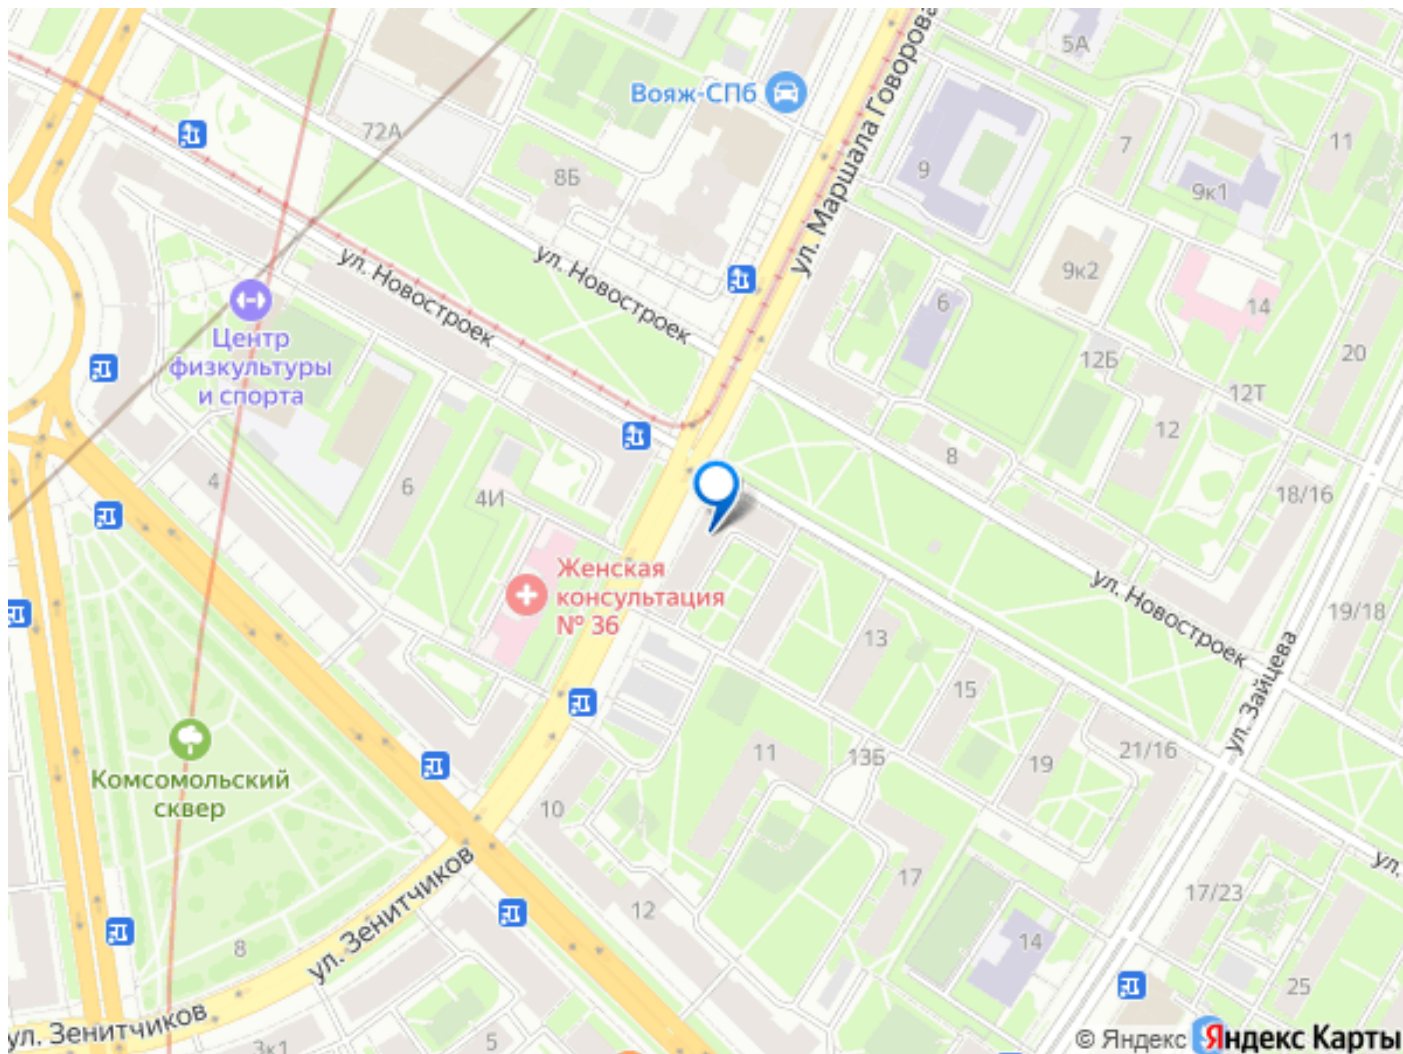 5А
Вояж-СПб
ул. Маршала Говорова
72А
7
11
9
8Б
9к1
ул. Новостроек
ул. Новостроек
9к2
6
14
Центр
физкультуры
и спорта
12Б
20
12Т
12
8
4
6
4И
18/16
Женская
консультация
№ 36
ул. Новостроек
19/18
13
15
ул. Зайцева
11
13Б
19
21/16
Комсомольский
сквер
10
17
ул.
ул. Зенитчиков
12
17/23
8
14
25
ул. Зенитчиков
3к1
5
© Яндекс Яндекс Карты